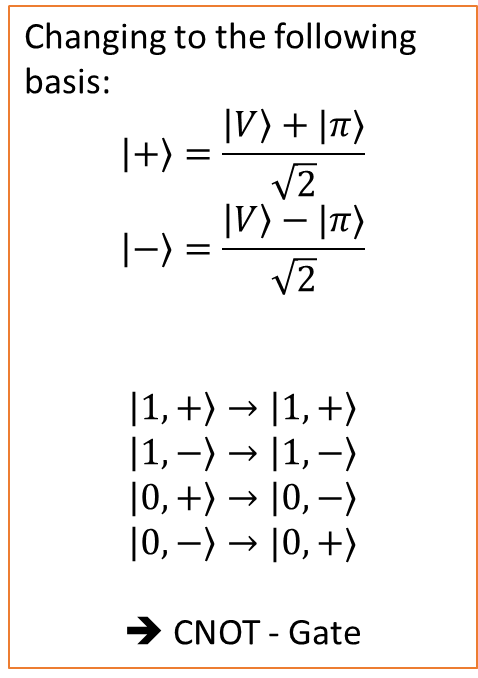 Changing to the following
basis:
|+⟩ = (|V⟩ + |π⟩)/√2
|−⟩ = (|V⟩ − |π⟩)/√2
|1, +⟩ → |1, +⟩
|1, −⟩ → |1, −⟩
|0, +⟩ → |0, −⟩
|0, −⟩ → |0, +⟩
➔ CNOT - Gate